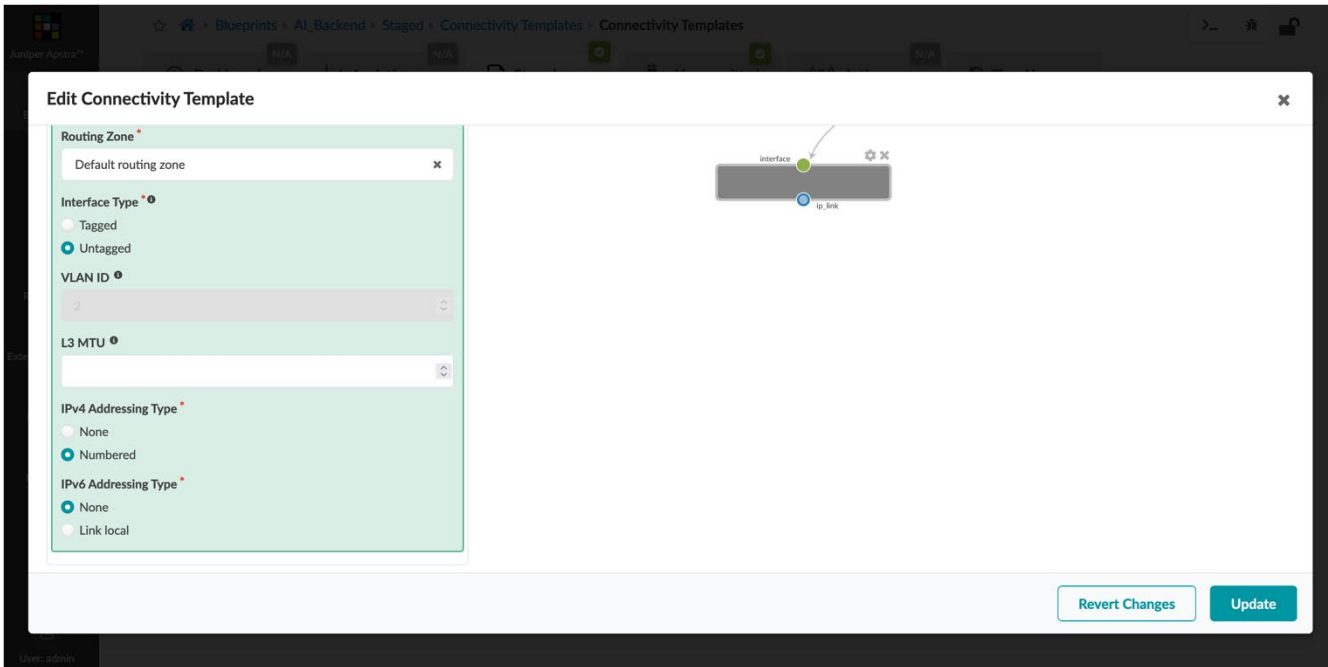 Blueprints › AI_Backend › Staged › Connectivity Templates › Connectivity Templates
Juniper Apstra™
N/A N/A N/A
Edit Connectivity Template
Routing Zone *
Default routing zone
Interface Type *
Tagged
Untagged
VLAN ID
2
L3 MTU
IPv4 Addressing Type *
None
Numbered
IPv6 Addressing Type *
None
Link local
interface
ip_link
Revert Changes
Update
User: admin